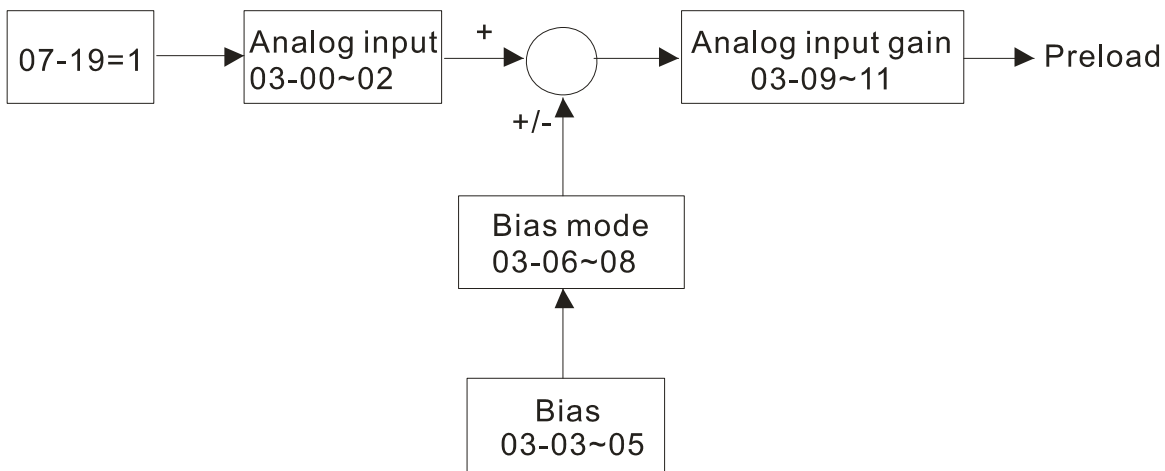 07-19=1
Analog input
03-00~02
+
+/-
Analog input gain
03-09~11
Preload
Bias mode
03-06~08
Bias
03-03~05